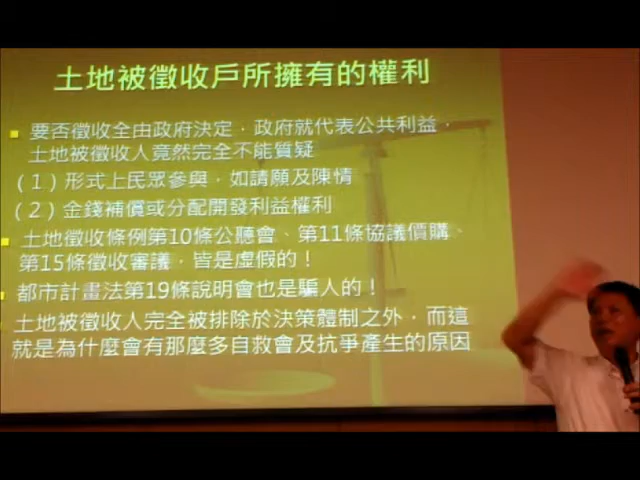 土地被徵收戶所擁有的權利
要否徵收全由政府決定，政府就代表公共利益，
土地被徵收人竟然完全不能質疑
（1）形式上民眾參與，如請願及陳情
（2）金錢補償或分配開發利益權利
土地徵收條例第10條公聽會、第11條協議價購、
第15條徵收審議，皆是虛假的！
都市計畫法第19條說明會也是騙人的！
土地被徵收人完全被排除於決策體制之外，而這
就是為什麼會有那麼多自救會及抗爭產生的原因